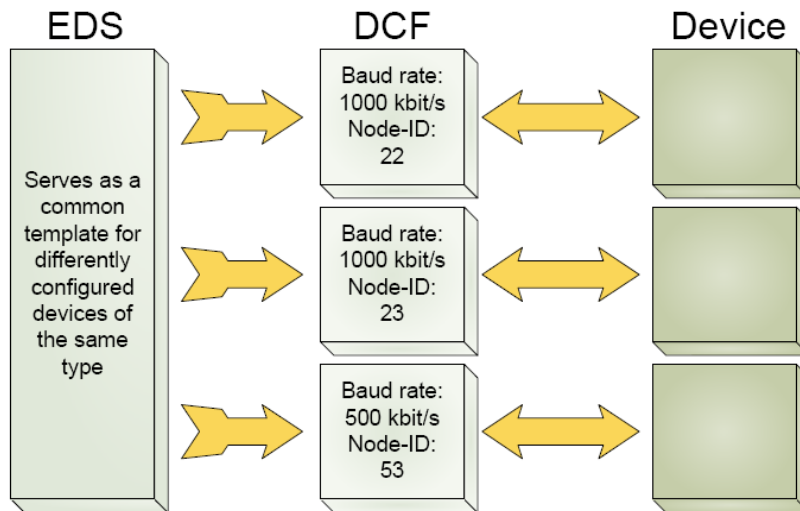 EDS
DCF
Device
Serves as a
common
template for
differently
configured
devices of
the same
type
Baud rate:
1000 kbit/s
Node-ID:
22
Baud rate:
1000 kbit/s
Node-ID:
23
Baud rate:
500 kbit/s
Node-ID:
53